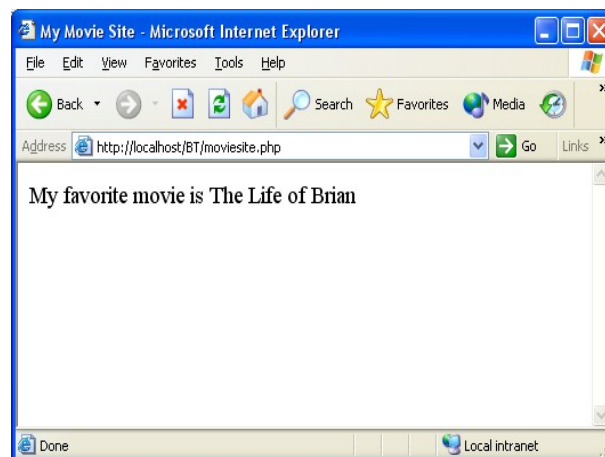 My Movie Site - Microsoft Internet Explorer
File Edit View Favorites Tools Help
Back Search Favorites Media »
Address http://localhost/BT/moviesite.php Go Links »
My favorite movie is The Life of Brian
Done Local intranet